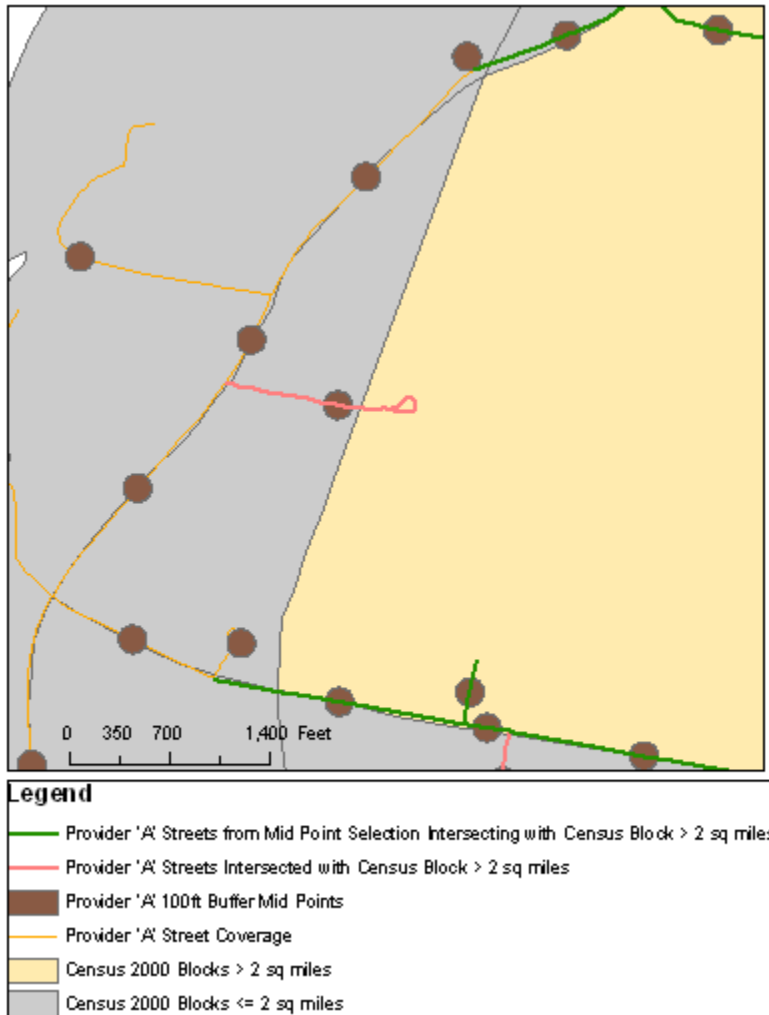 0 350 700 1,400 Feet
Legend
Provider 'A' Streets from Mid Point Selection Intersecting with Census Block > 2 sq miles
Provider 'A' Streets Intersected with Census Block > 2 sq miles
Provider 'A' 100ft Buffer Mid Points
Provider 'A' Street Coverage
Census 2000 Blocks > 2 sq miles
Census 2000 Blocks <= 2 sq miles